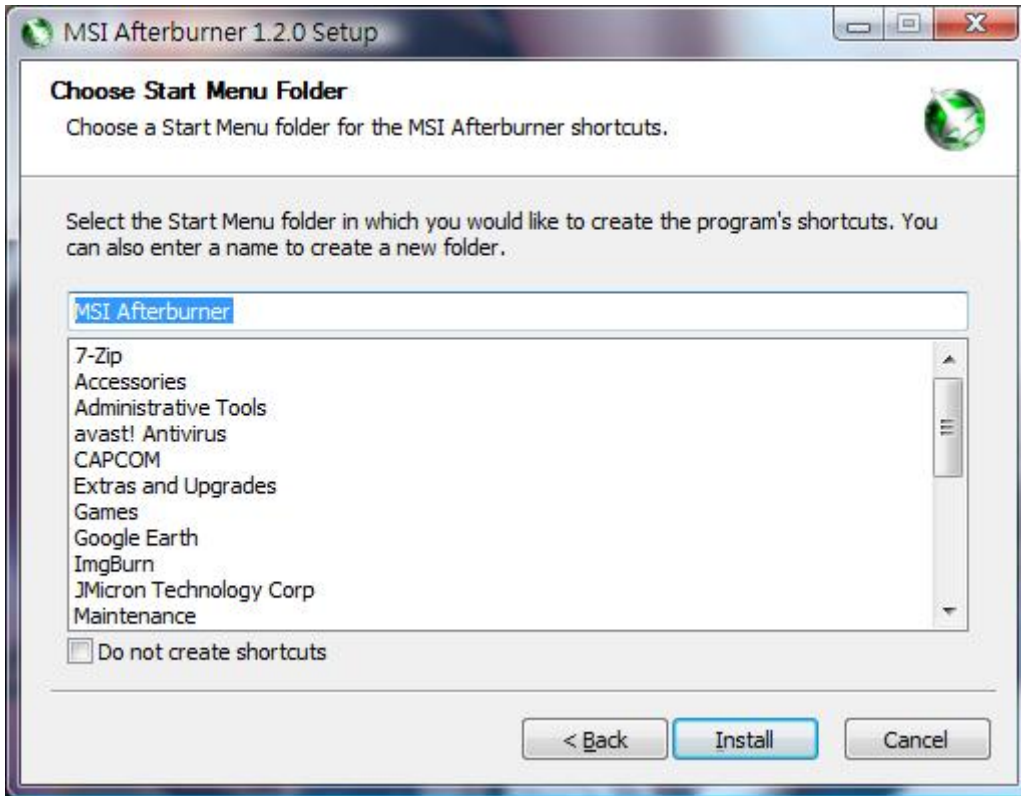 MSI Afterburner 1.2.0 Setup
Choose Start Menu Folder
Choose a Start Menu folder for the MSI Afterburner shortcuts.
Select the Start Menu folder in which you would like to create the program's shortcuts. You
can also enter a name to create a new folder.
MSI Afterburner
7-Zip
Accessories
Administrative Tools
avast! Antivirus
CAPCOM
Extras and Upgrades
Games
Google Earth
ImgBurn
JMicron Technology Corp
Maintenance
Do not create shortcuts
< Back Install Cancel